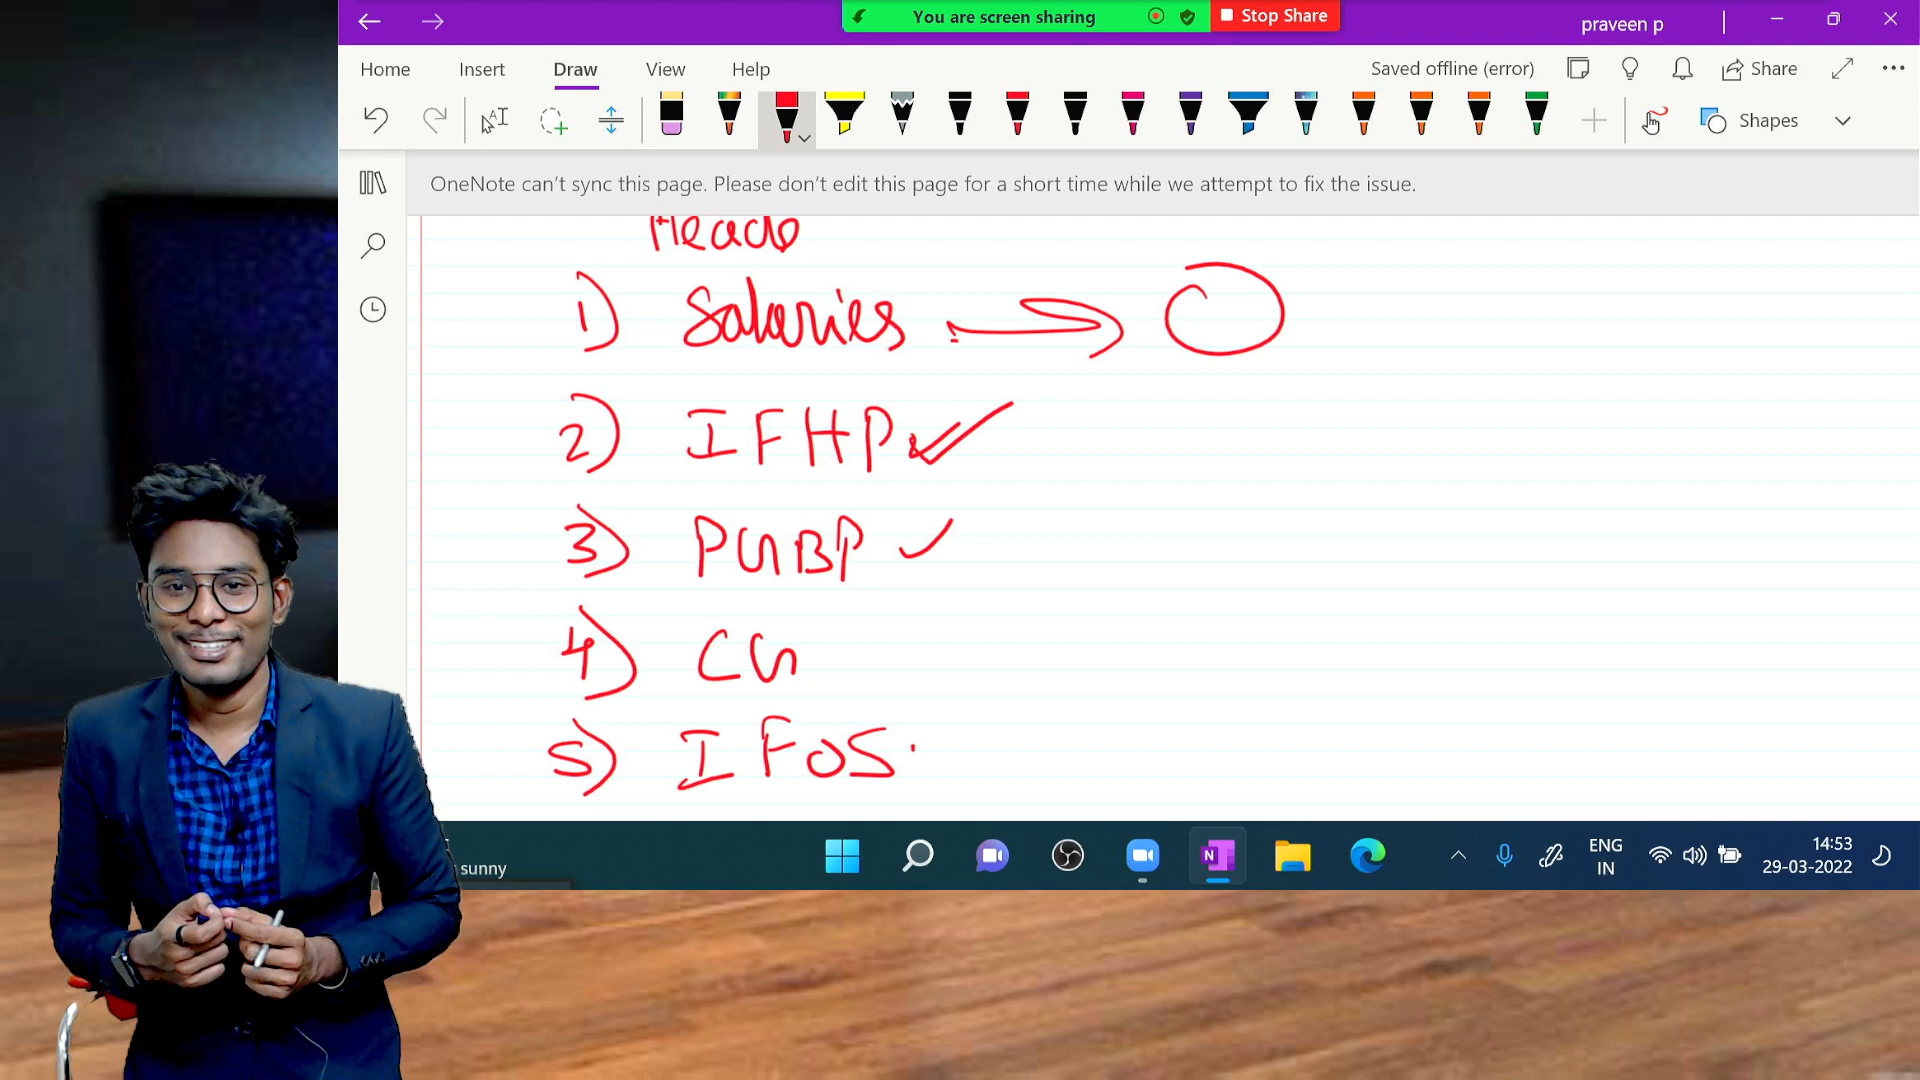 You are screen sharing Stop Share praveen p
Home Insert Draw View Help Saved offline (error) Share
Shapes
OneNote can't sync this page. Please don't edit this page for a short time while we attempt to fix the issue.
Heads
1) Salaries
2) IFHP
3) PGBP
4) CG
5) IFOS
sunny
ENG 14:53
IN 29-03-2022